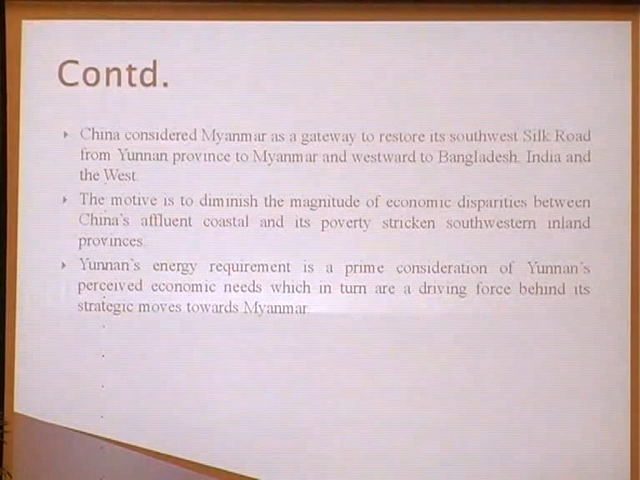 Contd.
China considered Myanmar as a gateway to restore its southwest Silk Road
from Yunnan province to Myanmar and westward to Bangladesh, India and
the West.
The motive is to diminish the magnitude of economic disparities between
China's affluent coastal and its poverty stricken southwestern inland
provinces.
Yunnan's energy requirement is a prime consideration of Yunnan's
perceived economic needs which in turn are a driving force behind its
strategic moves towards Myanmar.